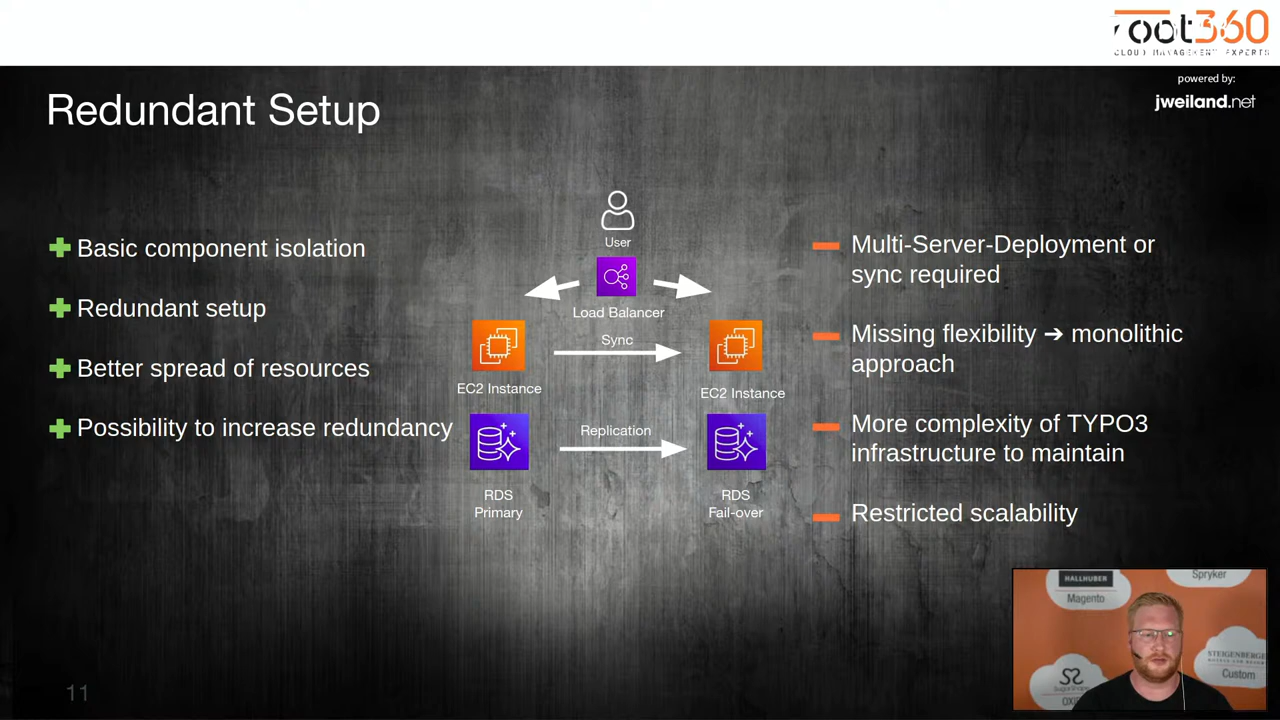 root360
CLOUD MANAGEMENT EXPERTS
powered by:
jweiland.net
Redundant Setup
Basic component isolation
Redundant setup
Better spread of resources
Possibility to increase redundancy
User
Load Balancer
Sync
EC2 Instance
EC2 Instance
Replication
RDS
Primary
RDS
Fail-over
Multi-Server-Deployment or
sync required
Missing flexibility ➔ monolithic
approach
More complexity of TYPO3
infrastructure to maintain
Restricted scalability
HALLHUBER
Magento
Spryker
Custom
11